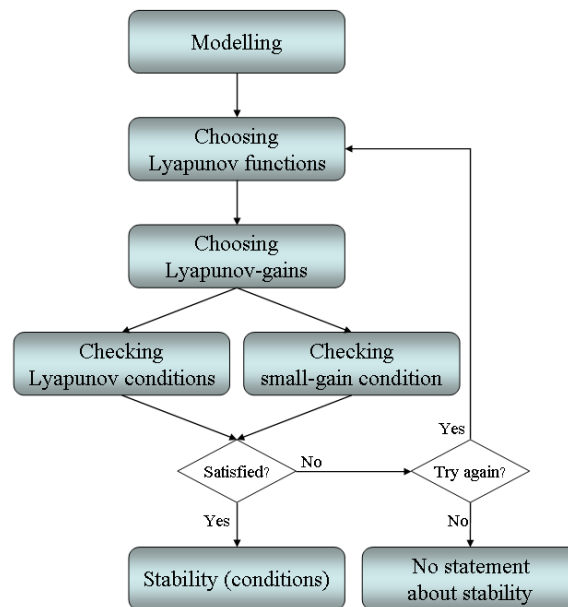 Modelling
Choosing
Lyapunov functions
Choosing
Lyapunov-gains
Checking
Lyapunov conditions
Checking
small-gain condition
Yes
Satisfied?
No
Try again?
Yes
No
Stability (conditions)
No statement
about stability